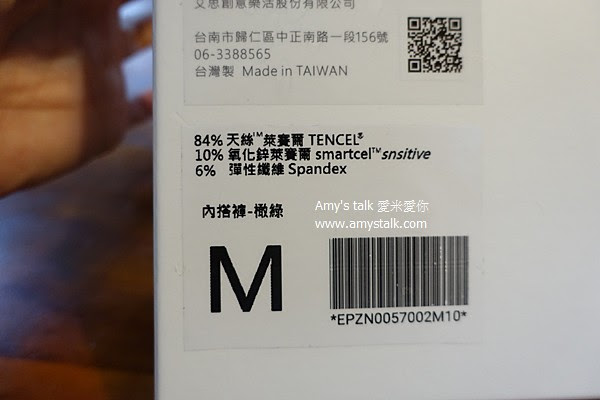 艾思創意樂活股份有限公司
台南市歸仁區中正南路一段156號
06-3388565
台灣製 Made in TAIWAN
84% 天絲™萊賽爾 TENCEL®
10% 氧化鋅萊賽爾 smartcel™snsitive
6% 彈性纖維 Spandex
內搭褲-橄綠
Amy's talk 愛米愛你
www.amystalk.com
M
*EPZN0057002M10*